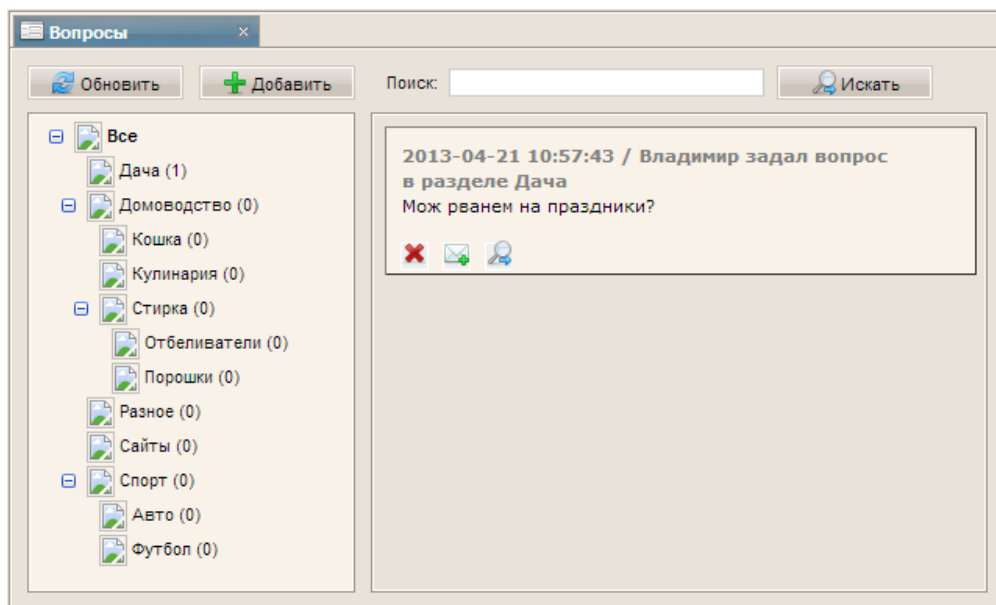 Вопросы
Обновить
Добавить
Поиск:
Искать
Все
Дача (1)
Домоводство (0)
Кошка (0)
Кулинария (0)
Стирка (0)
Отбеливатели (0)
Порошки (0)
Разное (0)
Сайты (0)
Спорт (0)
Авто (0)
Футбол (0)
2013-04-21 10:57:43 / Владимир задал вопрос
в разделе Дача
Мож рванем на праздники?